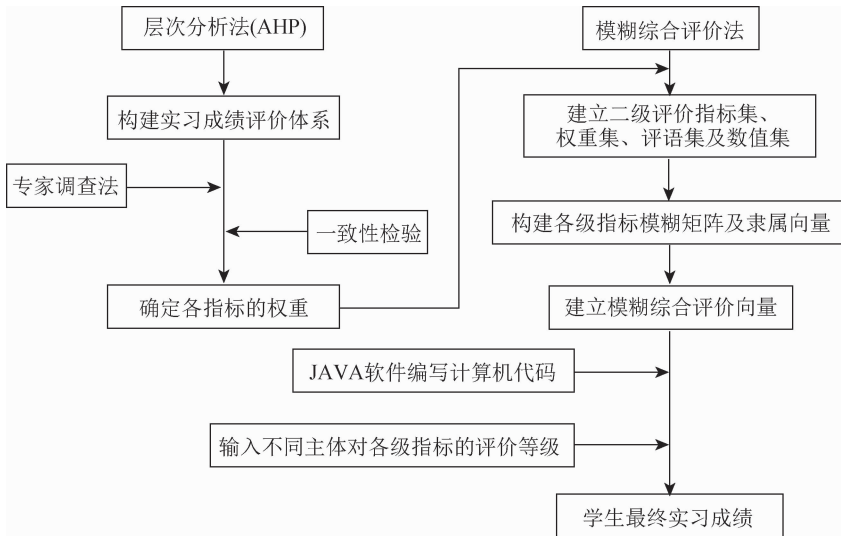 层次分析法(AHP)
构建实习成绩评价体系
专家调查法
一致性检验
确定各指标的权重
模糊综合评价法
建立二级评价指标集、
权重集、评语集及数值集
构建各级指标模糊矩阵及隶属向量
建立模糊综合评价向量
JAVA软件编写计算机代码
输入不同主体对各级指标的评价等级
学生最终实习成绩